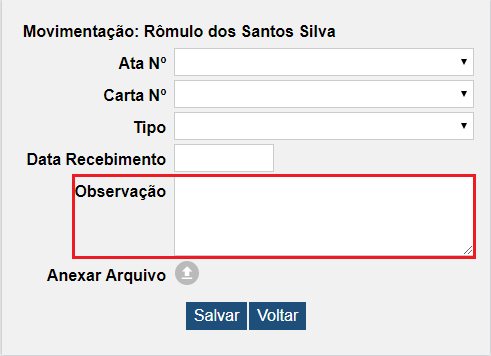 Movimentação: Rômulo dos Santos Silva
Ata Nº
Carta Nº
Tipo
Data Recebimento
Observação
Anexar Arquivo
Salvar Voltar